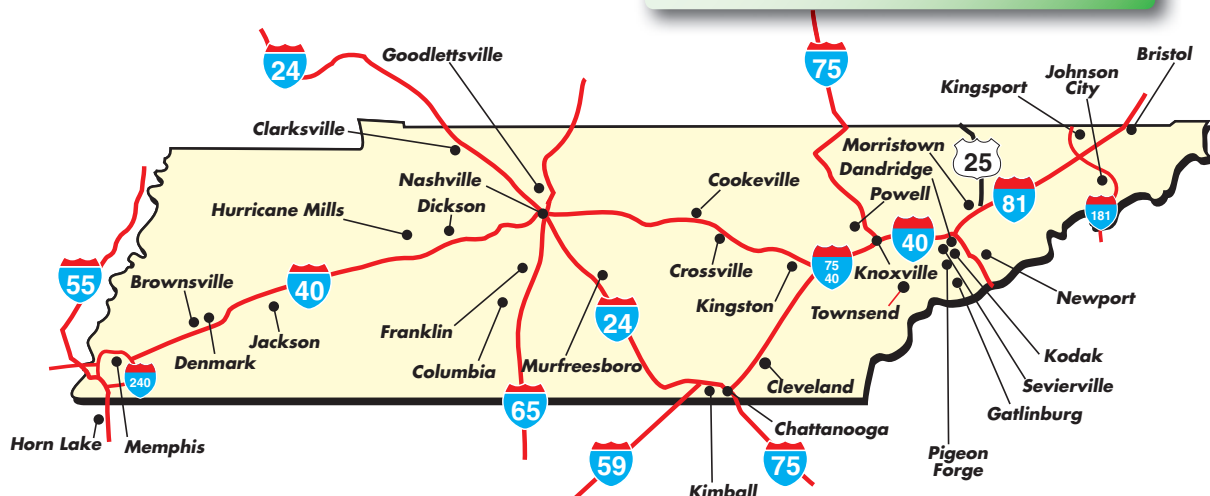 24
Goodlettsville
75
Kingsport
Johnson
City
Bristol
Clarksville
Morristown
25
Dandridge
Nashville
Cookeville
Powell
81
Hurricane Mills
Dickson
181
40
55
Brownsville
40
Crossville
75
40
Knoxville
Kingston
Townsend
Newport
Franklin
24
Jackson
Denmark
Columbia
Murfreesboro
Kodak
240
Cleveland
Sevierville
65
Gatlinburg
Horn Lake
Memphis
Chattanooga
59
75
Pigeon
Forge
Kimball